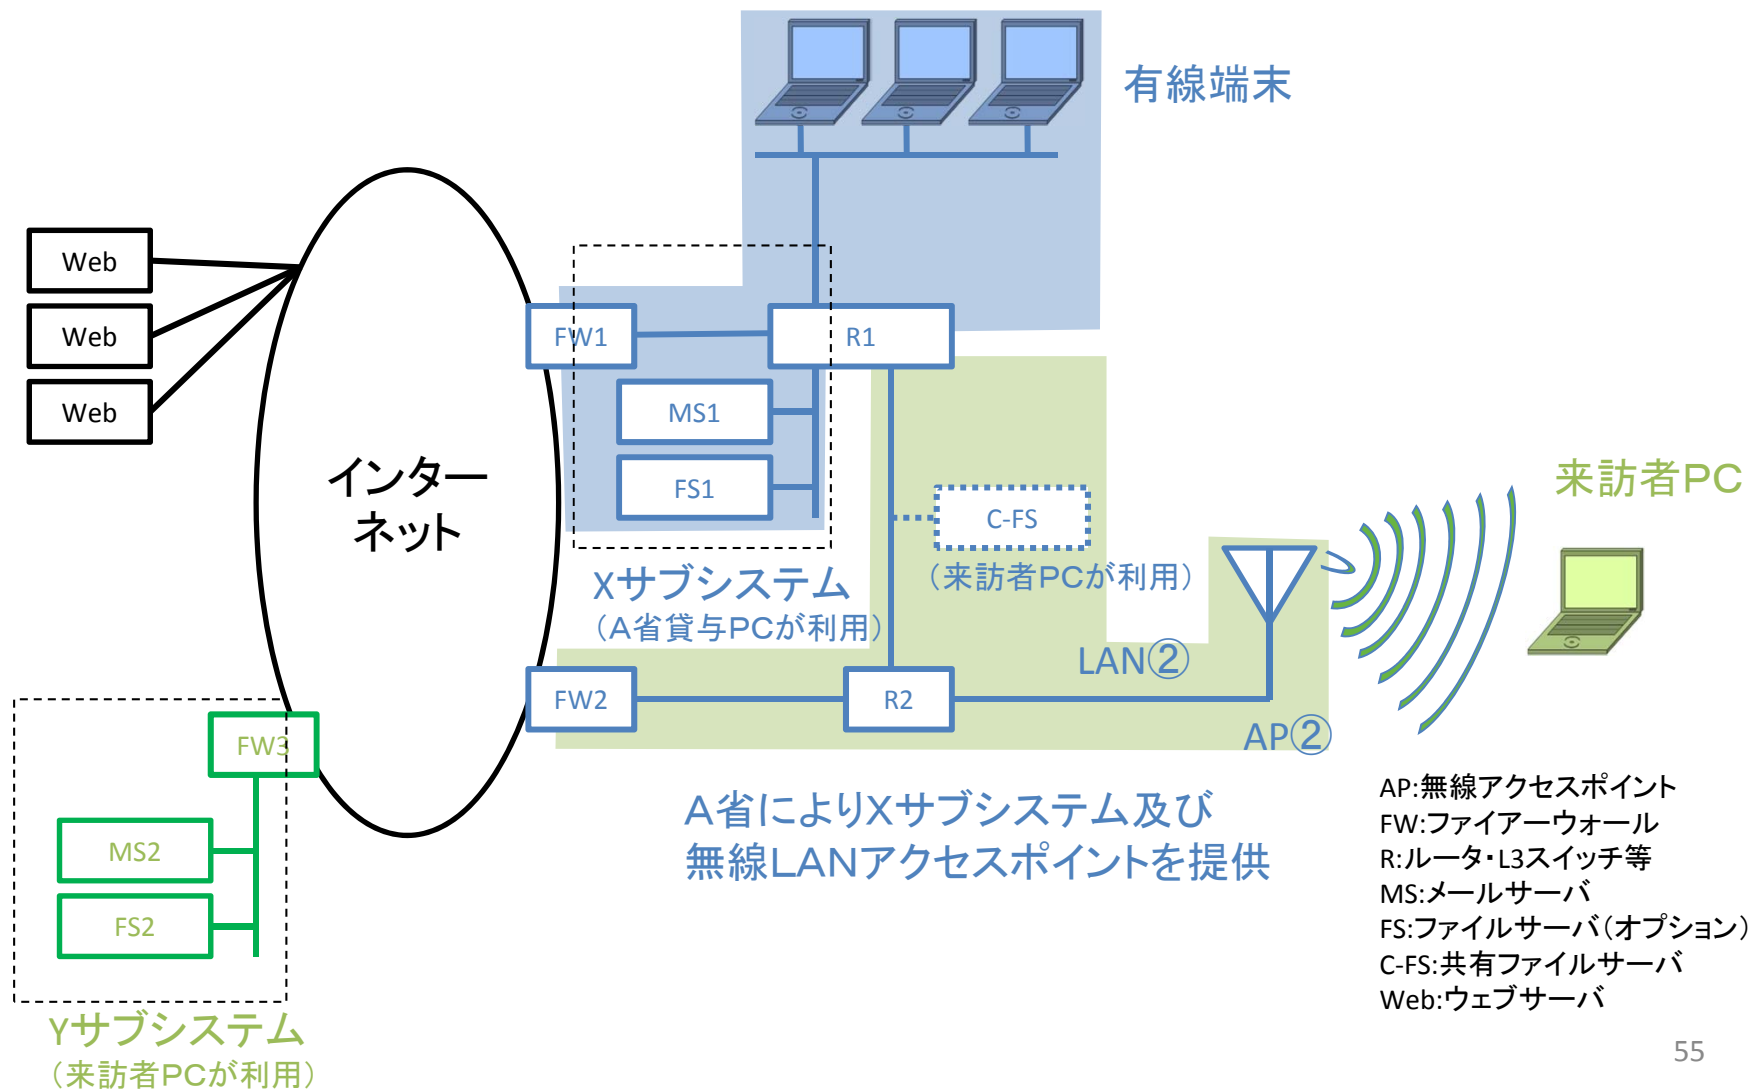 有線端末
Web
Web
Web
FW1
R1
MS1
FS1
インター
ネット
C-FS
（来訪者PCが利用）
来訪者PC
Xサブシステム
（A省貸与PCが利用）
LAN②
FW2
R2
AP②
FW3
MS2
FS2
A省によりXサブシステム及び
無線LANアクセスポイントを提供
AP:無線アクセスポイント
FW:ファイアーウォール
R:ルータ・L3スイッチ等
MS:メールサーバ
FS:ファイルサーバ（オプション）
C-FS:共有ファイルサーバ
Web:ウェブサーバ
Yサブシステム
（来訪者PCが利用）
55